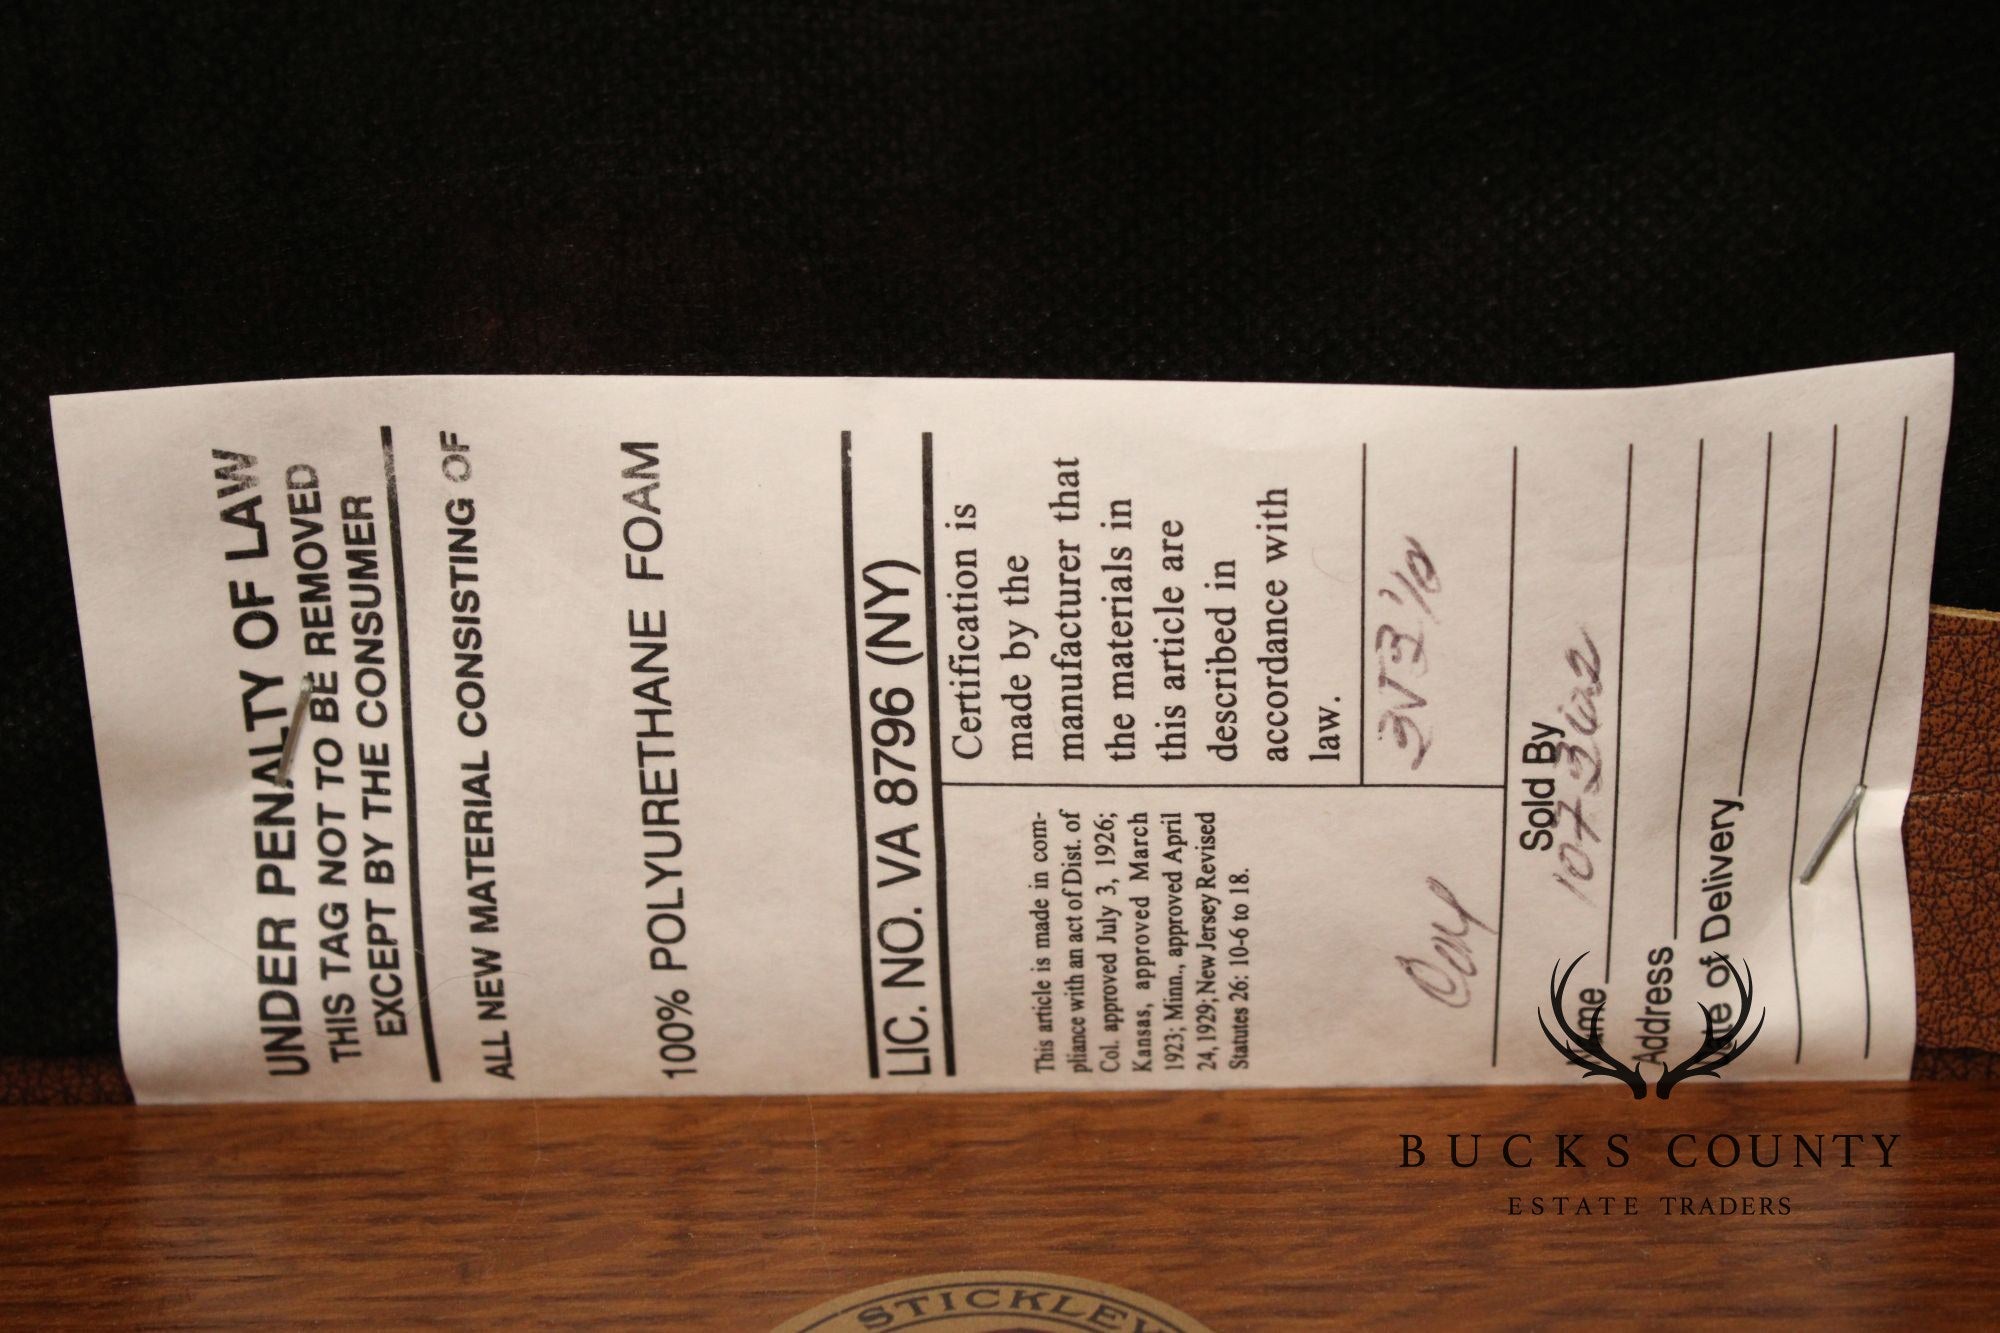 UNDER PENALTY OF LAW
THIS TAG NOT TO BE REMOVED
EXCEPT BY THE CONSUMER
ALL NEW MATERIAL CONSISTING OF
100% POLYURETHANE FOAM
LIC. NO. VA 8796 (NY)
This article is made in com-
pliance with an act of Dist. of
Col. approved July 3, 1926;
Kansas, approved March
1923; Minn., approved April
24, 1929; New Jersey Revised
Statutes 26: 10-6 to 18.
Certification is
made by the
manufacturer that
the materials in
this article are
described in
accordance with
law.
Sold By
Name
Address
Date of Delivery
STICKLEY
BUCKS COUNTY
ESTATE TRADERS